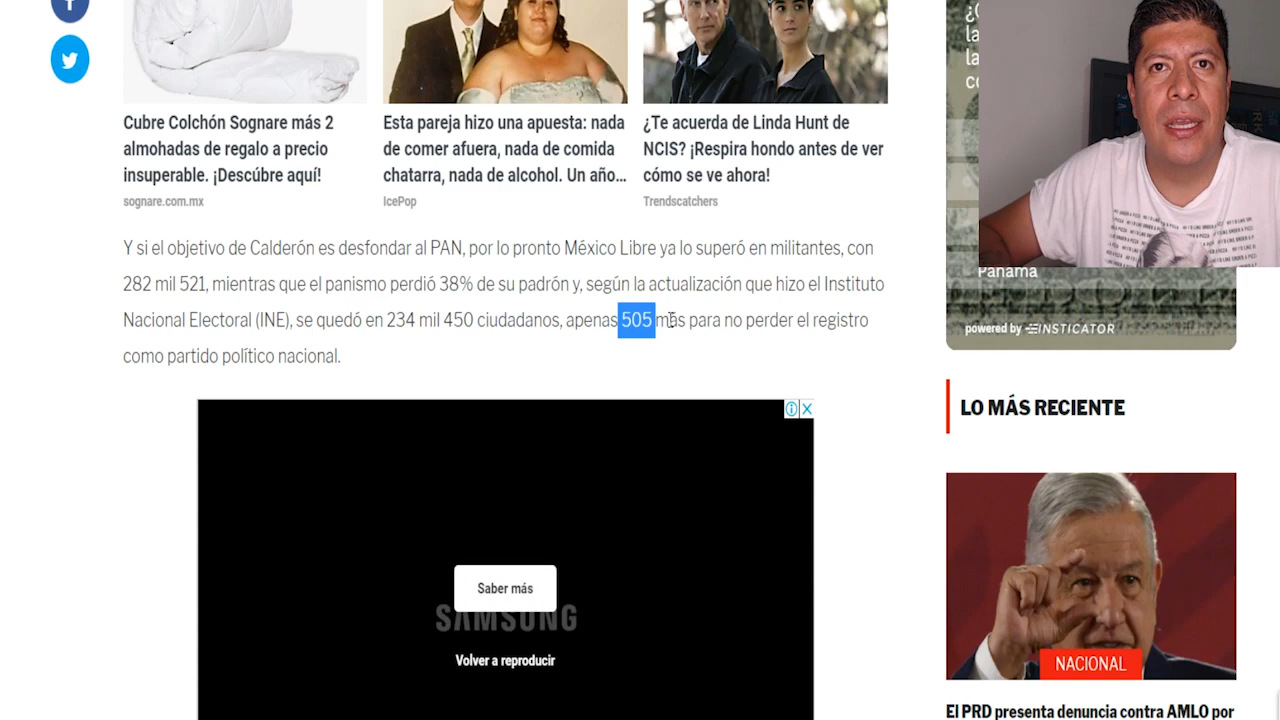 Cubre Colchón Sognare más 2
almohadas de regalo a precio
insuperable. ¡Descúbre aquí!
sognare.com.mx
Esta pareja hizo una apuesta: nada
de comer afuera, nada de comida
chatarra, nada de alcohol. Un año...
IcePop
¿Te acuerda de Linda Hunt de
NCIS? ¡Respira hondo antes de ver
cómo se ve ahora!
Trendscatchers
Y si el objetivo de Calderón es desfondar al PAN, por lo pronto México Libre ya lo superó en militantes, con
282 mil 521, mientras que el panismo perdió 38% de su padrón y, según la actualización que hizo el Instituto
Nacional Electoral (INE), se quedó en 234 mil 450 ciudadanos, apenas 505 más para no perder el registro
como partido político nacional.
Saber más
SAMSUNG
Volver a reproducir
Panamá
powered by INSTICATOR
LO MÁS RECIENTE
NACIONAL
El PRD presenta denuncia contra AMLO por